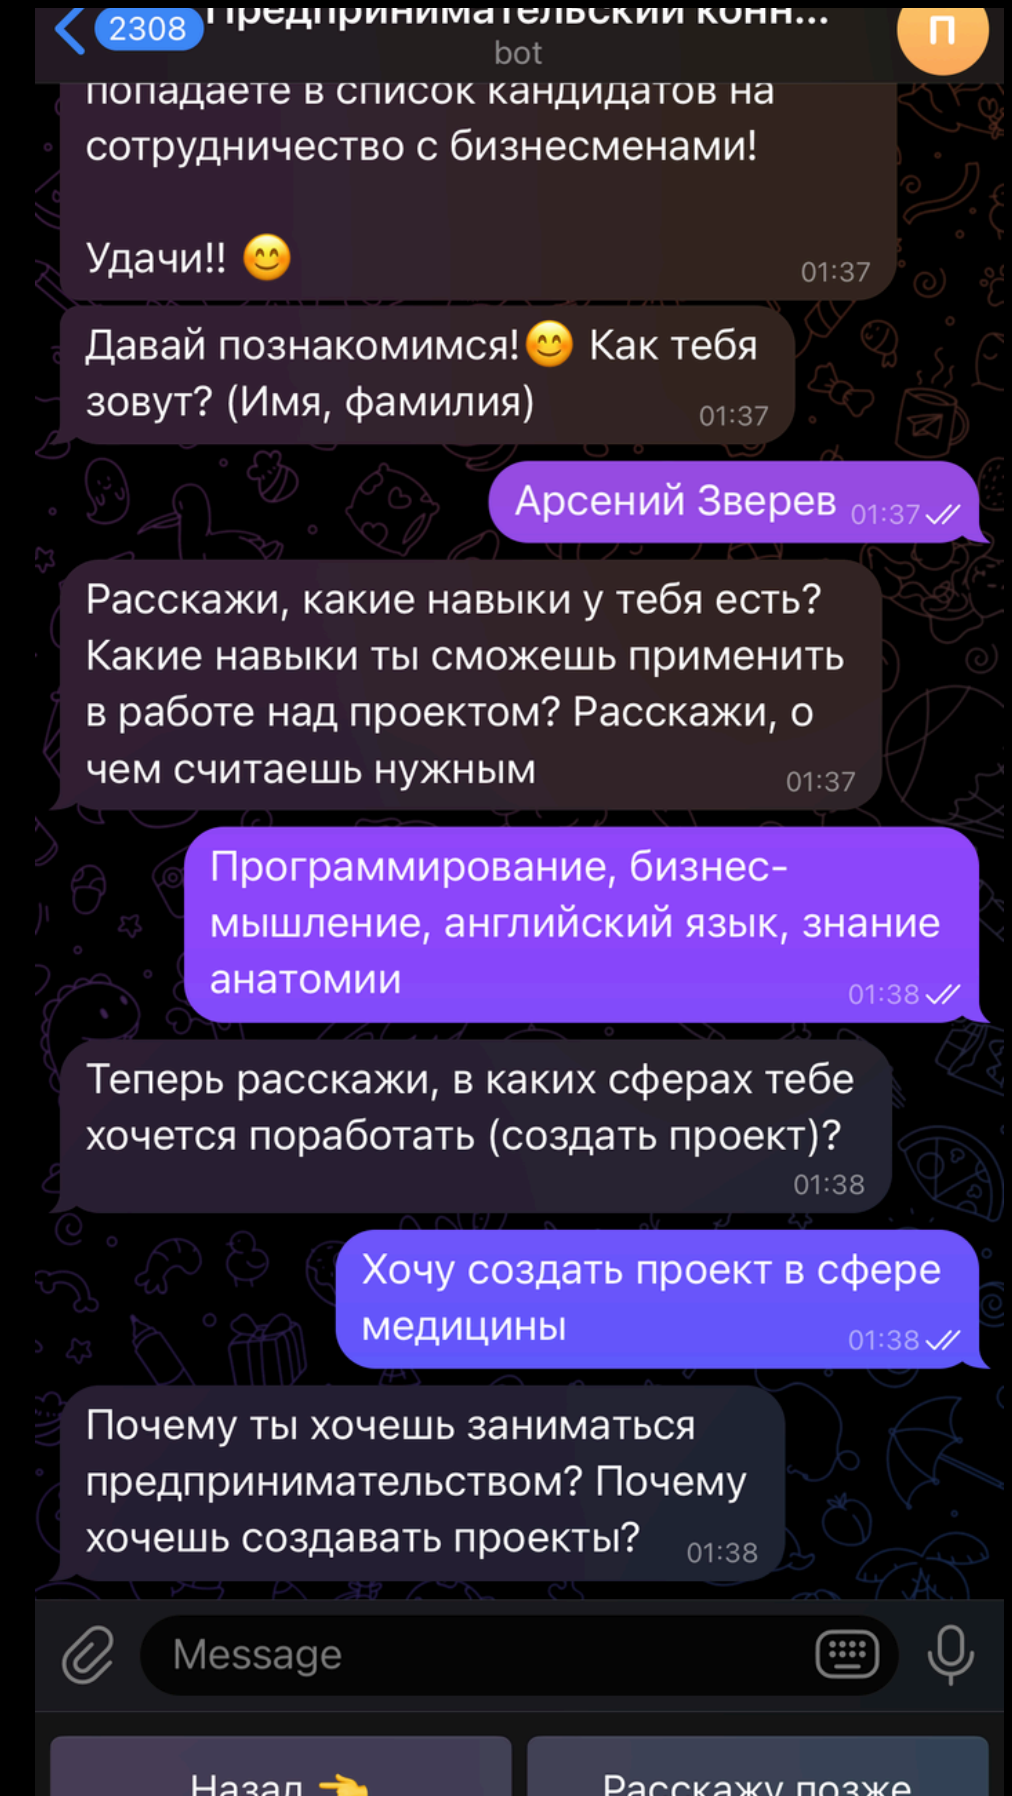 2308
Предпринимательский конн...
bot
П
попадаете в список кандидатов на
сотрудничество с бизнесменами!
Удачи!! 😊
01:37
Давай познакомимся!😊 Как тебя
зовут? (Имя, фамилия)
01:37
Арсений Зверев
01:37
Расскажи, какие навыки у тебя есть?
Какие навыки ты сможешь применить
в работе над проектом? Расскажи, о
чем считаешь нужным
01:37
Программирование, бизнес-
мышление, английский язык, знание
анатомии
01:38
Теперь расскажи, в каких сферах тебе
хочется поработать (создать проект)?
01:38
Хочу создать проект в сфере
медицины
01:38
Почему ты хочешь заниматься
предпринимательством? Почему
хочешь создавать проекты?
01:38
Message
Назад 👈
Расскажу позже